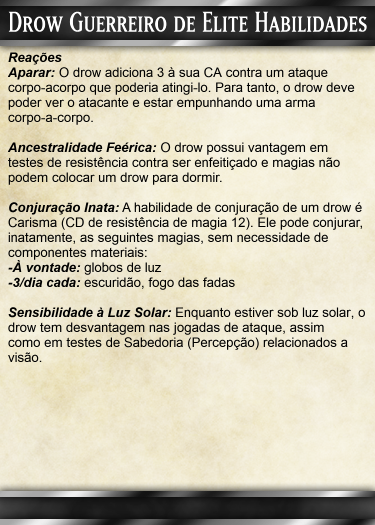 Drow Guerreiro de Elite Habilidades
Reações
Aparar: O drow adiciona 3 à sua CA contra um ataque
corpo-acorpo que poderia atingi-lo. Para tanto, o drow deve
poder ver o atacante e estar empunhando uma arma
corpo-a-corpo.
Ancestralidade Feérica: O drow possui vantagem em
testes de resistência contra ser enfeitiçado e magias não
podem colocar um drow para dormir.
Conjuração Inata: A habilidade de conjuração de um drow é
Carisma (CD de resistência de magia 12). Ele pode conjurar,
inatamente, as seguintes magias, sem necessidade de
componentes materiais:
-À vontade: globos de luz
-3/dia cada: escuridão, fogo das fadas
Sensibilidade à Luz Solar: Enquanto estiver sob luz solar, o
drow tem desvantagem nas jogadas de ataque, assim
como em testes de Sabedoria (Percepção) relacionados a
visão.